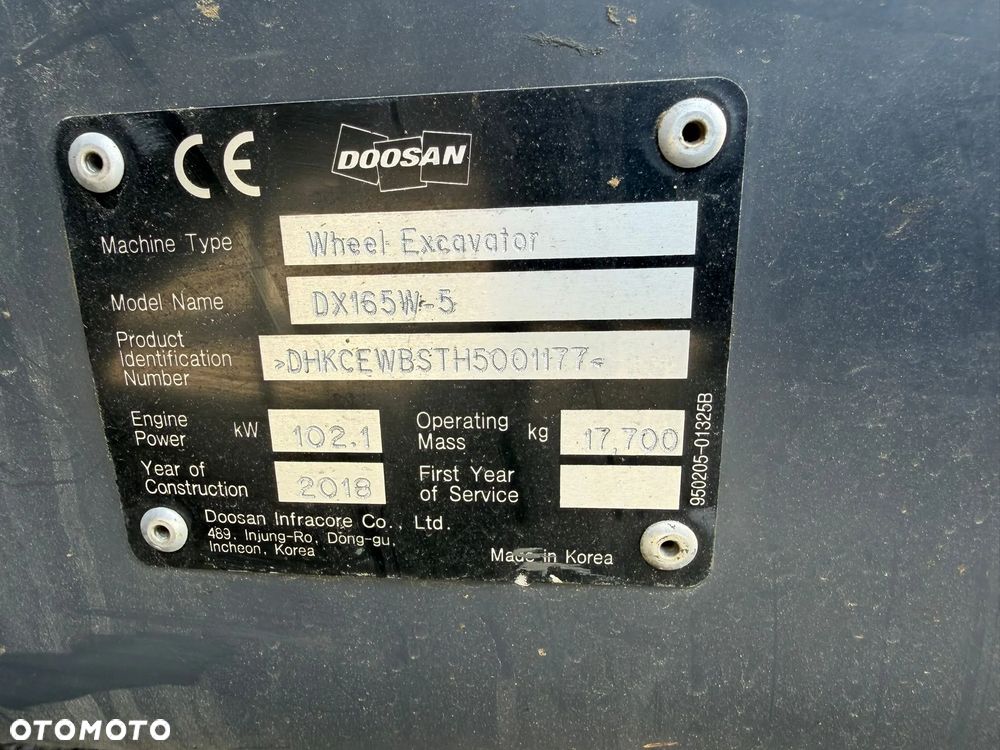 CE
DOOSAN
Machine Type Wheel Excavator
Model Name DX165W-5
Product
Identification
Number >DHKCEWBSTH5001177<
Engine
Power kW 102.1
Operating
Mass kg 17,700
Year of
Construction 2018
First Year
of Service
Doosan Infracore Co., Ltd.
489, Injung-Ro, Dong-gu,
Incheon, Korea
Made in Korea
950205-01325B
OTOMOTO